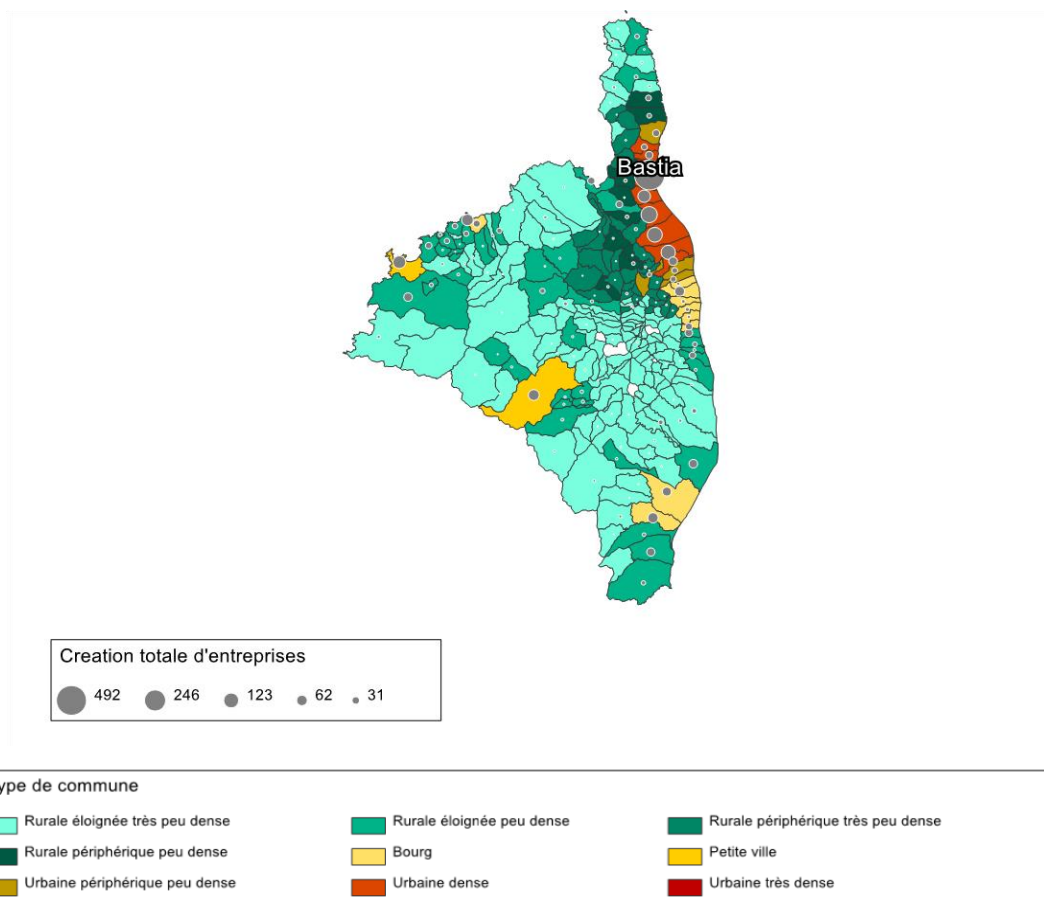 Bastia
Creation totale d'entreprises
492 246 123 62 31
ype de commune
Rurale éloignée très peu dense Rurale éloignée peu dense Rurale périphérique très peu dense
Rurale périphérique peu dense Bourg Petite ville
Urbaine périphérique peu dense Urbaine dense Urbaine très dense